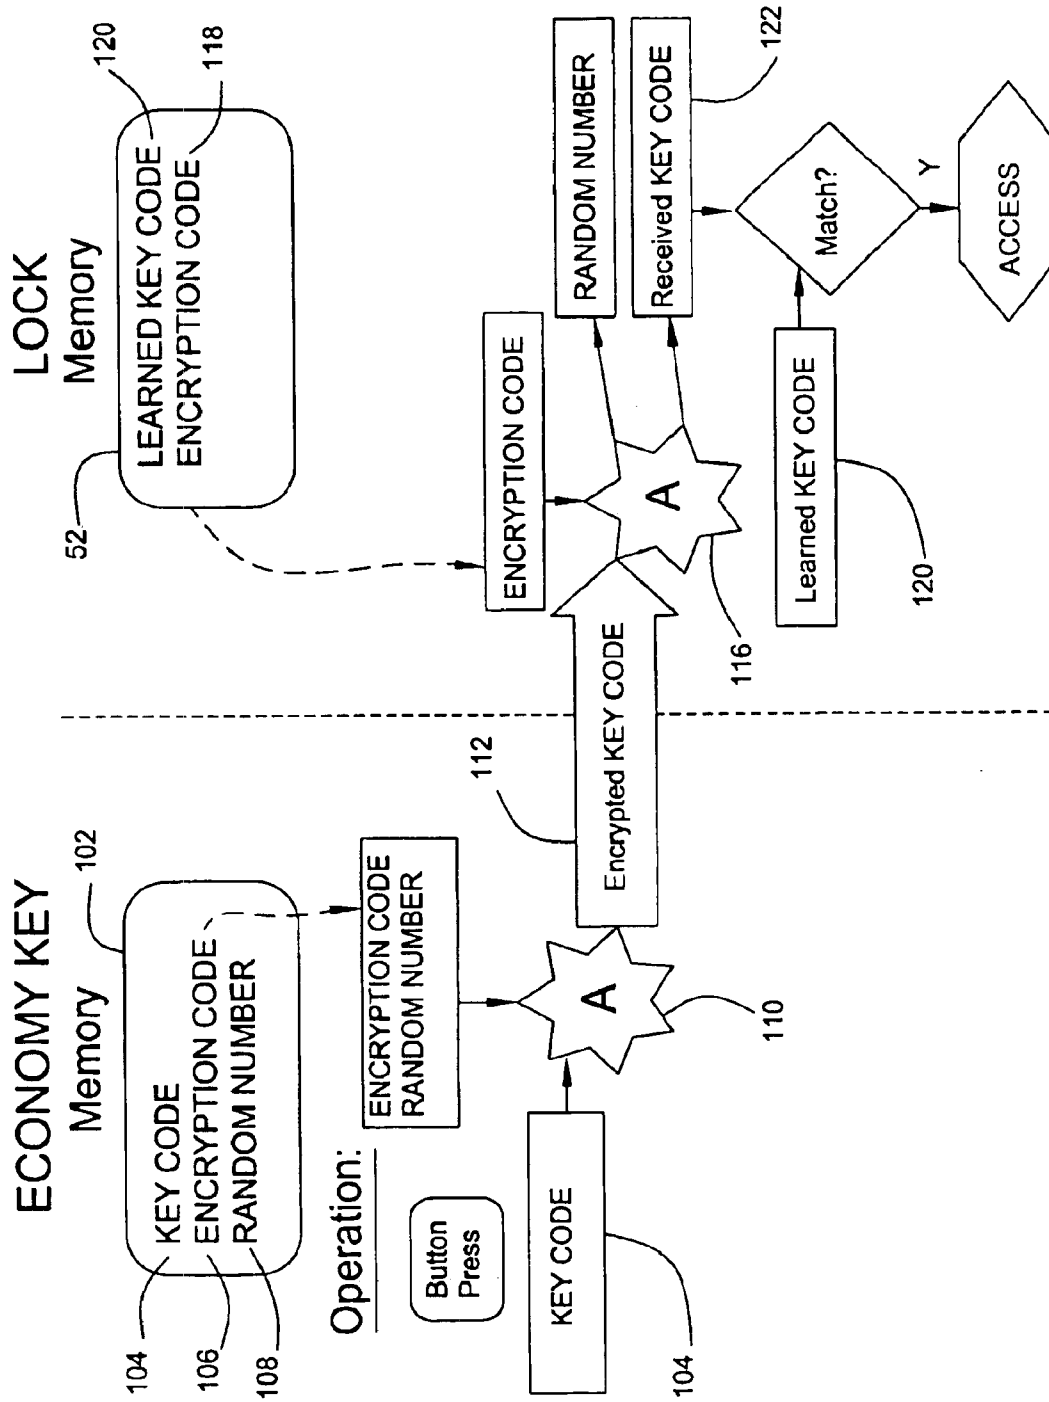 ECONOMY KEY
Memory
102
KEY CODE
ENCRYPTION CODE
RANDOM NUMBER
104
106
108
Operation:
Button
Press
ENCRYPTION CODE
RANDOM NUMBER
KEY CODE
104
A
110
112
Encrypted KEY CODE
LOCK
Memory
52
LEARNED KEY CODE
ENCRYPTION CODE
120
118
ENCRYPTION CODE
A
116
RANDOM NUMBER
Received KEY CODE
122
Learned KEY CODE
120
Match?
Y
ACCESS